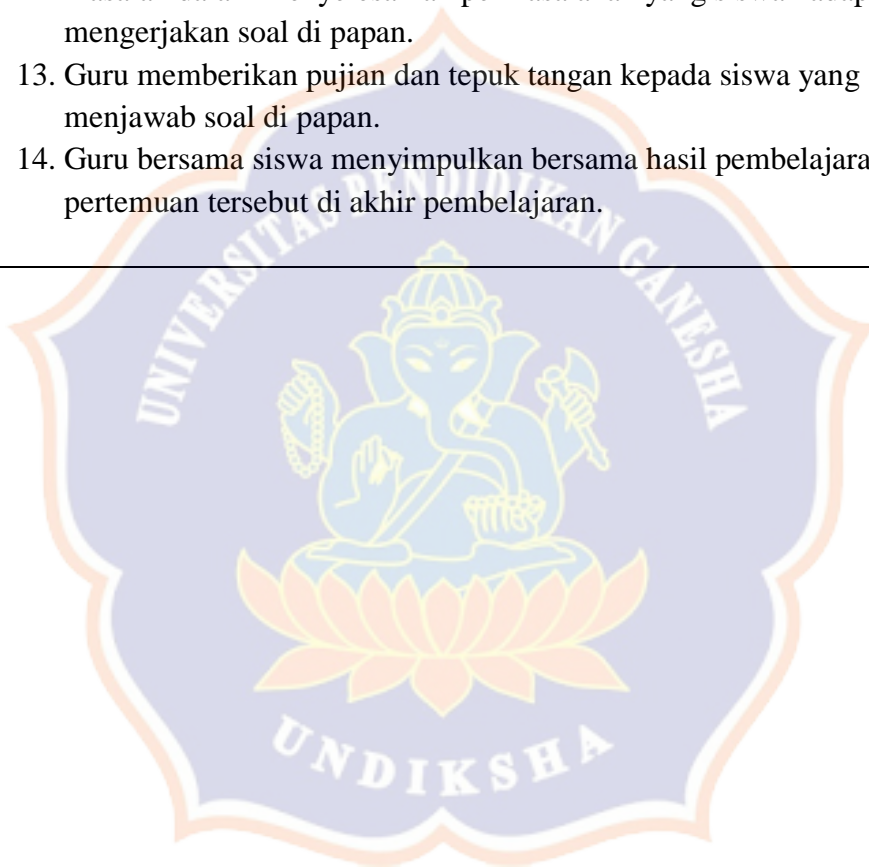 mengerjakan soal di papan.
13. Guru memberikan pujian dan tepuk tangan kepada siswa yang
menjawab soal di papan.
14. Guru bersama siswa menyimpulkan bersama hasil pembelajara
pertemuan tersebut di akhir pembelajaran.
UNIVERSITAS PENDIDIKAN GANESHA
UNDIKSHA